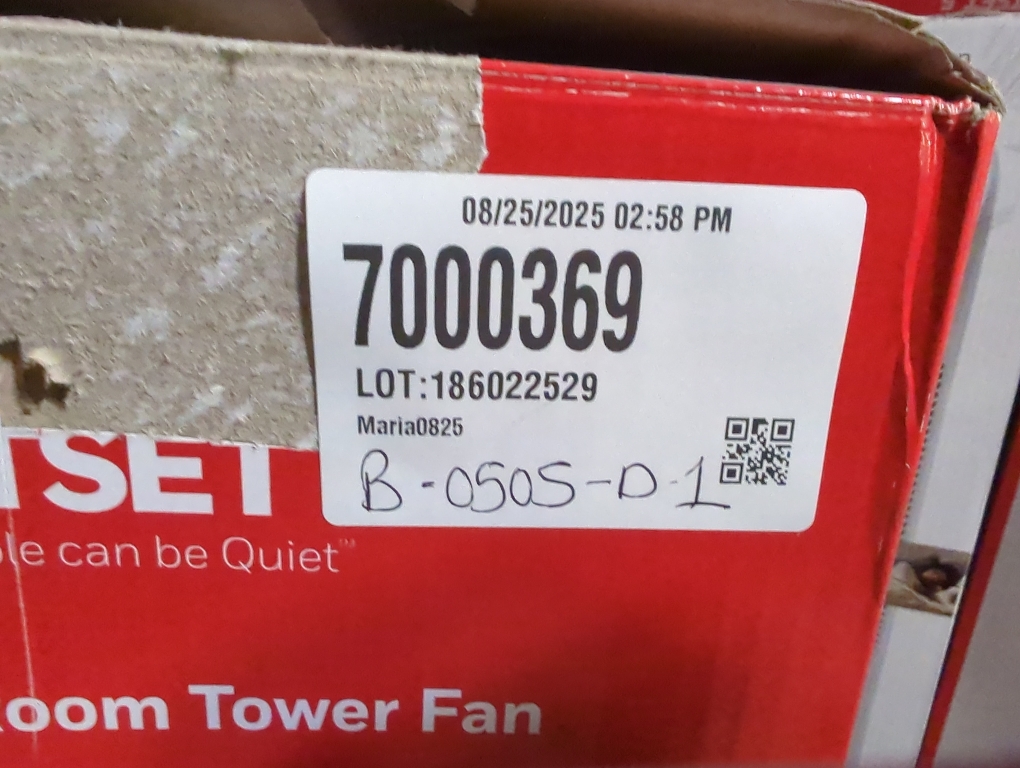 08/25/2025 02:58 PM
7000369
LOT:186022529
Maria0825
B-0505-D-1
TSET
le can be Quiet™
oom Tower Fan